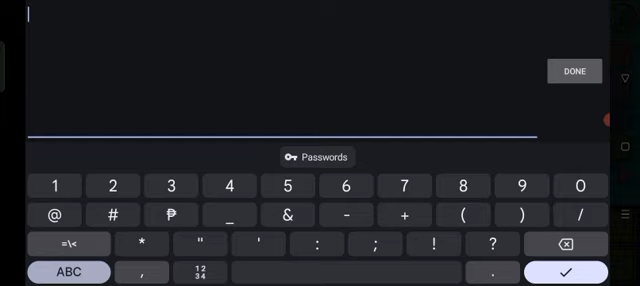 DONE
Passwords
1 2 3 4 5 6 7 8 9 0
@ # ₱ _ & - + ( ) /
=\< * " ' : ; ! ?
ABC , 12 34 .